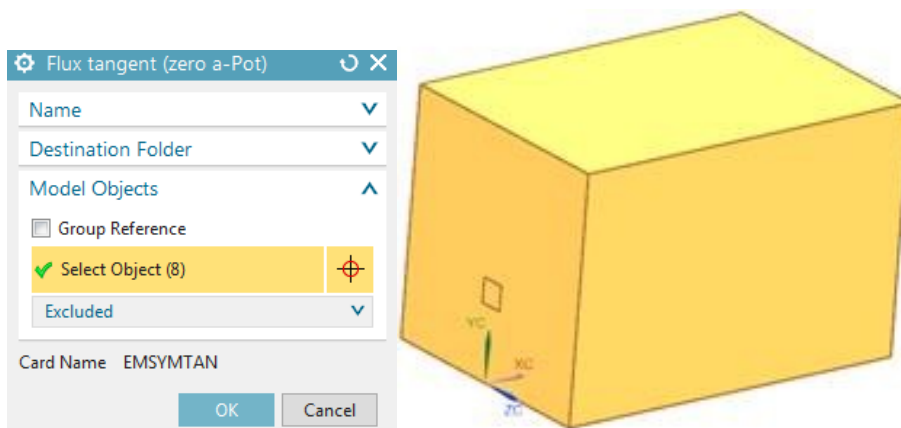 Flux tangent (zero a-Pot)
Name
Destination Folder
Model Objects
Group Reference
Select Object (8)
Excluded
Card Name EMSYMTAN
OK Cancel
YC
XC
ZC